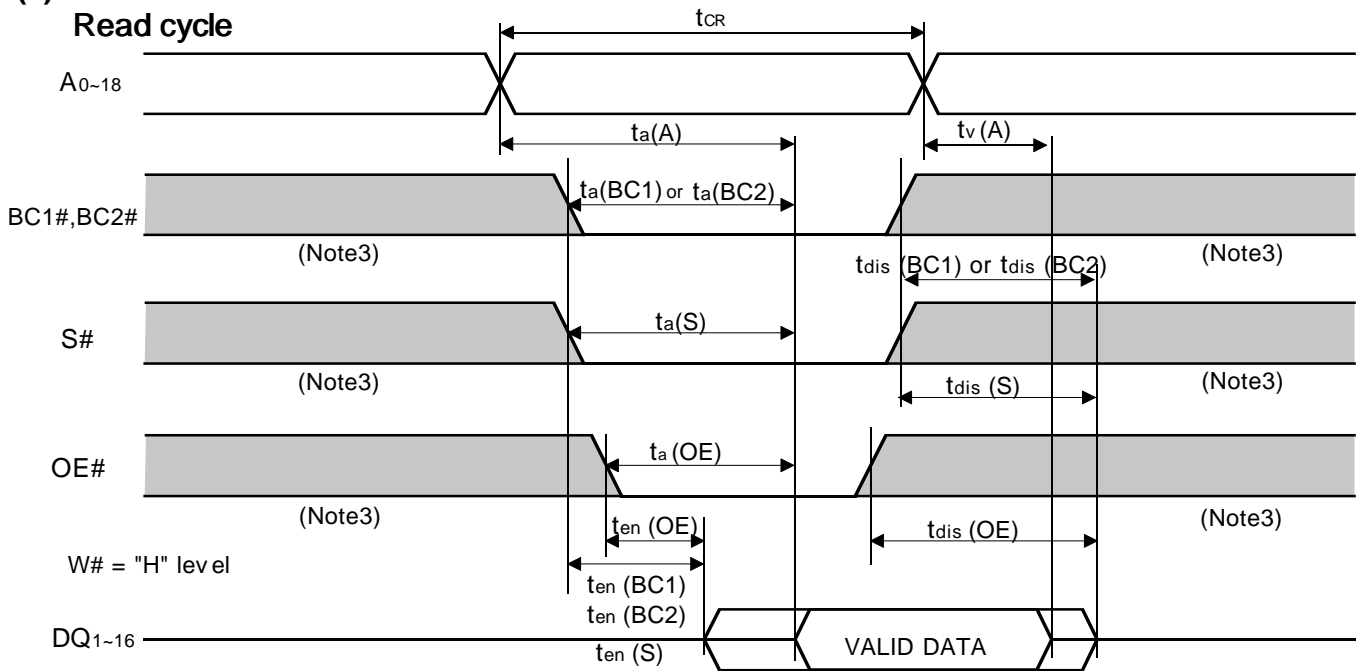 Read cycle
tCR
A0~18
ta(A)
tv (A)
ta(BC1) or ta(BC2)
BC1#,BC2#
(Note3)
(Note3)
tdis (BC1) or tdis (BC2)
ta(S)
S#
(Note3)
(Note3)
tdis (S)
ta (OE)
OE#
(Note3)
(Note3)
ten (OE)
tdis (OE)
W# = "H" level
ten (BC1)
ten (BC2)
DQ1~16
VALID DATA
ten (S)